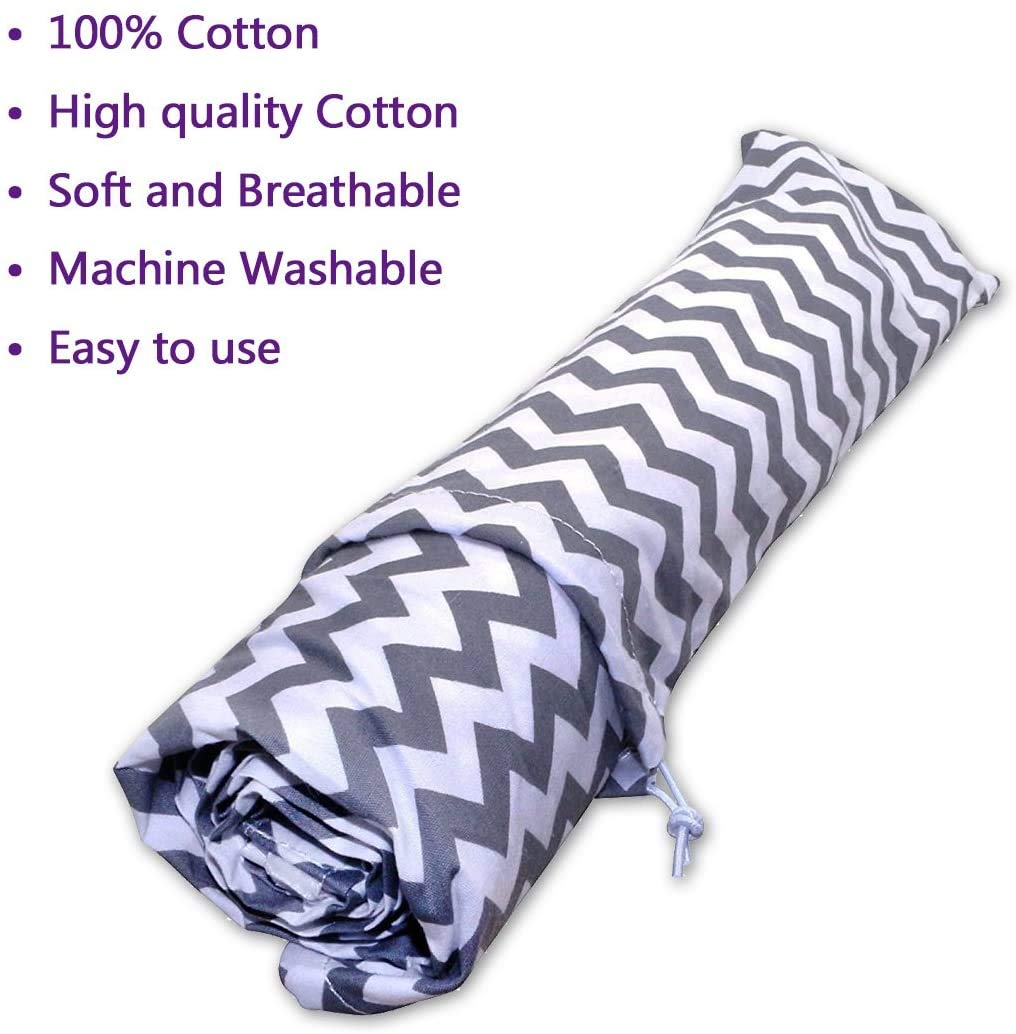 • 100% Cotton
• High quality Cotton
• Soft and Breathable
• Machine Washable
• Easy to use